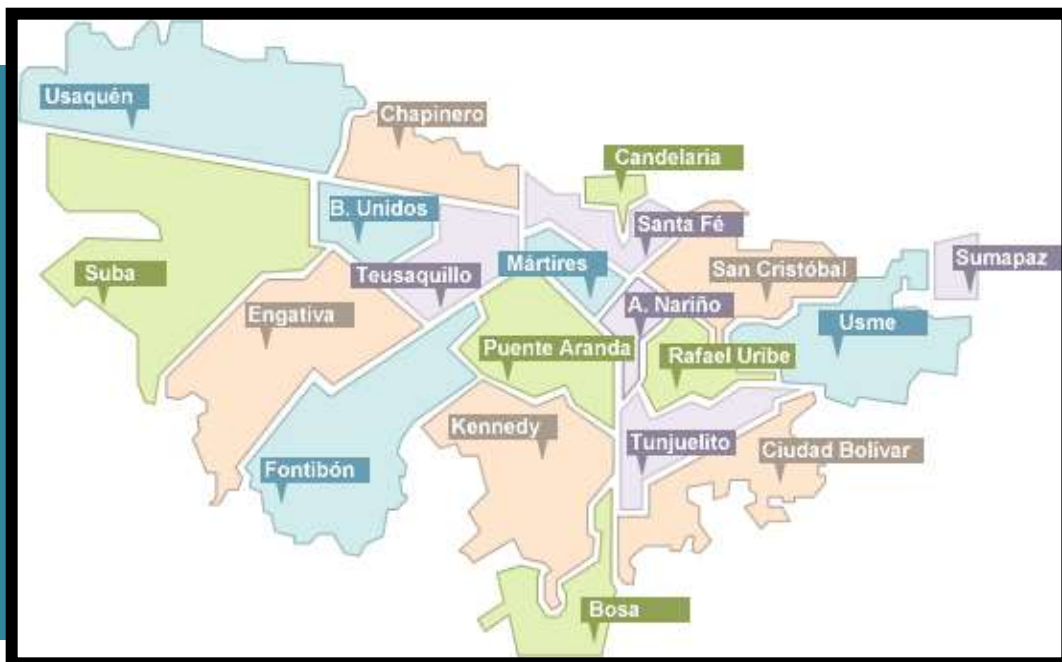 Usaquén
Chapinero
Candelaria
B. Unidos
Santa Fé
Suba
Teusaquillo
Mártires
San Cristóbal
Sumapaz
Engativa
A. Nariño
Usme
Puente Aranda
Rafael Uribe
Kennedy
Tunjuelito
Ciudad Bolívar
Fontibón
Bosa